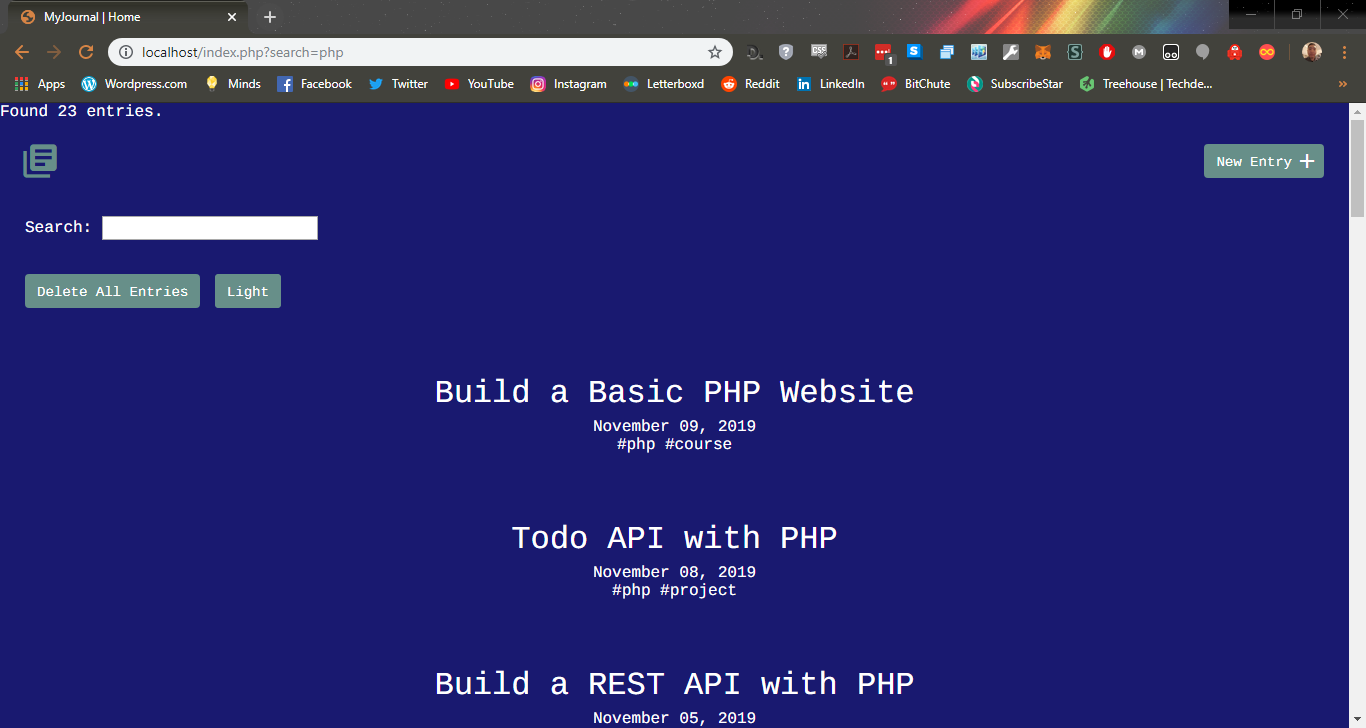 MyJournal | Home
localhost/index.php?search=php
1
Apps Wordpress.com Minds Facebook Twitter YouTube Instagram Letterboxd Reddit LinkedIn BitChute SubscribeStar Treehouse | Techde...
Found 23 entries.
New Entry
Search:
Delete All Entries Light
Build a Basic PHP Website
November 09, 2019
#php #course
Todo API with PHP
November 08, 2019
#php #project
Build a REST API with PHP
November 05, 2019